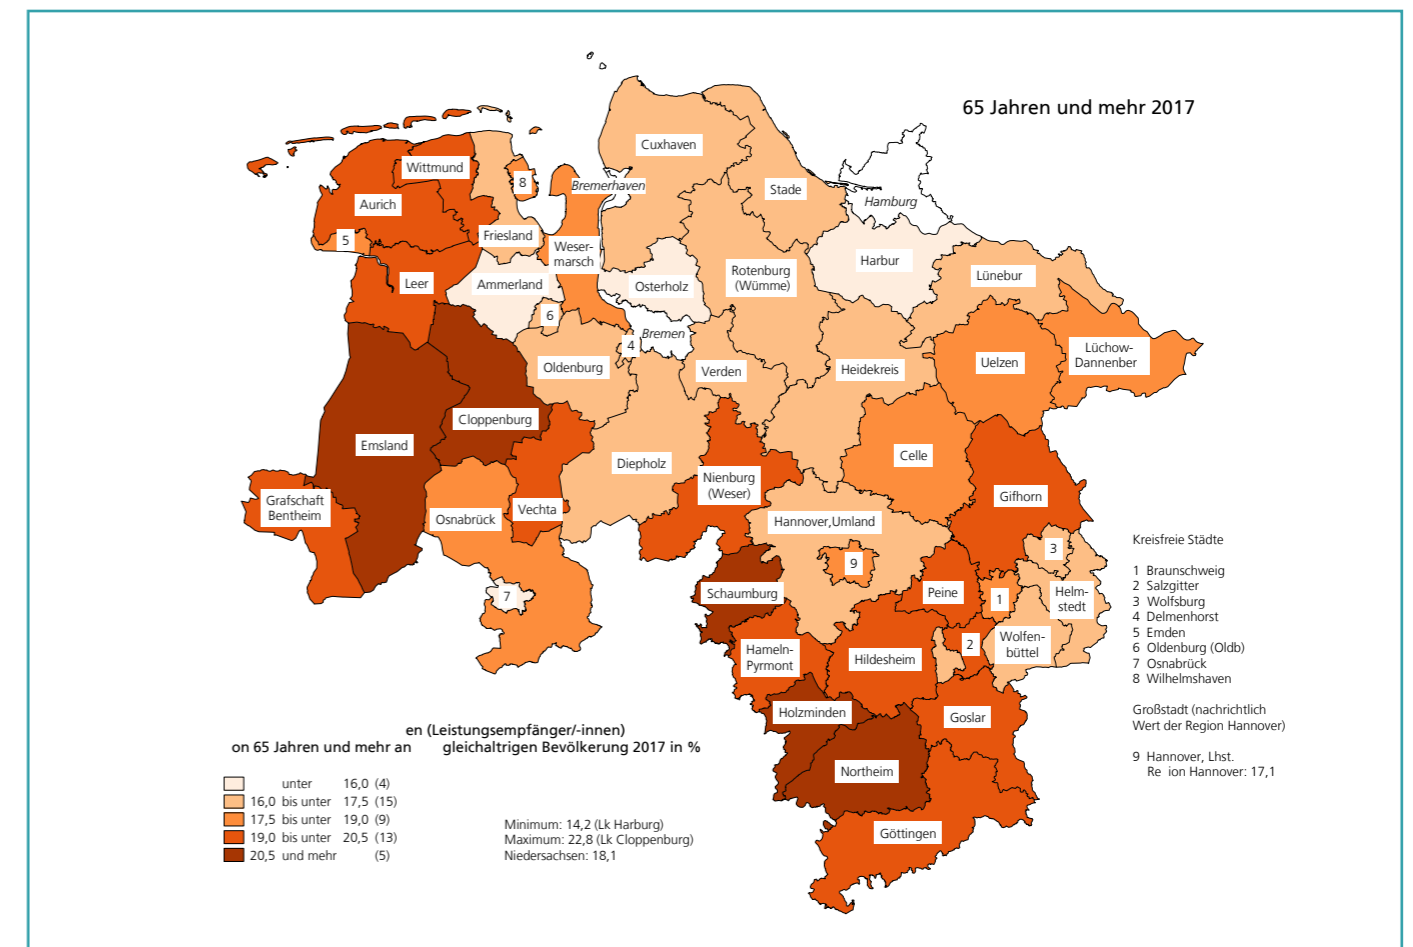 65 Jahren und mehr 2017
Cuxhaven
Wittmund
8
Bremerhaven
Stade
Aurich
Hamburg
5
Friesland
Weser-
marsch
Harbur
Rotenburg
(Wümme)
Lünebur
Leer
Ammerland
Osterholz
6
Bremen
4
Lüchow-
Dannenber
Uelzen
Oldenburg
Verden
Heidekreis
Cloppenburg
Emsland
Celle
Diepholz
Nienburg
(Weser)
Gifhorn
Grafschaft
Bentheim
Vechta
Osnabrück
Hannover,Umland
3
9
7
Schaumburg
Peine
1
Helm-
stedt
Wolfen-
büttel
2
Hameln-
Pyrmont
Hildesheim
Holzminden
Goslar
Northeim
Göttingen
Kreisfreie Städte
1 Braunschweig
2 Salzgitter
3 Wolfsburg
4 Delmenhorst
5 Emden
6 Oldenburg (Oldb)
7 Osnabrück
8 Wilhelmshaven
Großstadt (nachrichtlich
Wert der Region Hannover)
9 Hannover, Lhst.
Re ion Hannover: 17,1
en (Leistungsempfänger/-innen)
on 65 Jahren und mehr an gleichaltrigen Bevölkerung 2017 in %
unter 16,0 (4)
16,0 bis unter 17,5 (15)
17,5 bis unter 19,0 (9)
19,0 bis unter 20,5 (13)
20,5 und mehr (5)
Minimum: 14,2 (Lk Harburg)
Maximum: 22,8 (Lk Cloppenburg)
Niedersachsen: 18,1